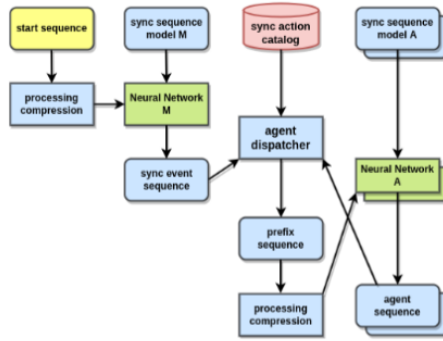 start sequence
sync sequence
model M
sync action
catalog
sync sequence
model A
processing
compression
Neural Network
M
agent
dispatcher
sync event
sequence
Neural Network
A
prefix
sequence
processing
compression
agent
sequence